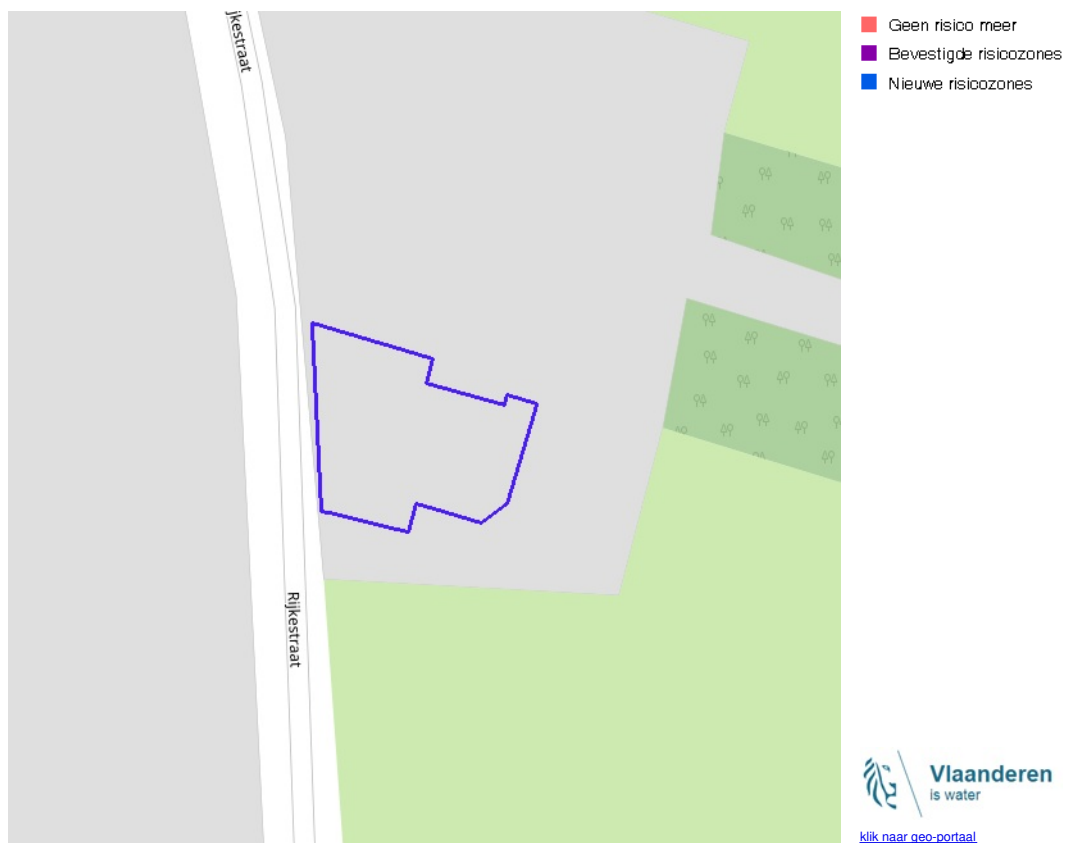 ijkestraat
Rijkestraat
Geen risico meer
Bevestigde risicozones
Nieuwe risicozones
Vlaanderen
is water
klik naar geo-portaal